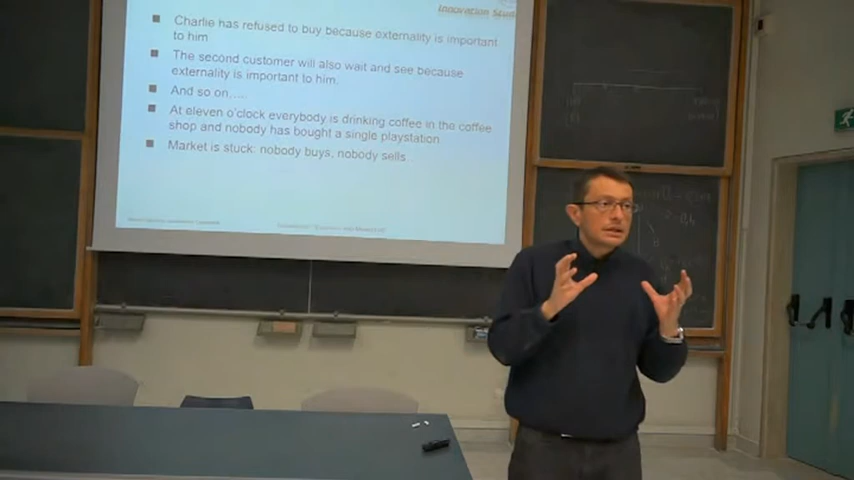 Innovation Studi
Charlie has refused to buy because externality is important
to him
The second customer will also wait and see because
externality is important to him.
And so on….
At eleven o'clock everybody is drinking coffee in the coffee
shop and nobody has bought a single playstation
Market is stuck: nobody buys, nobody sells